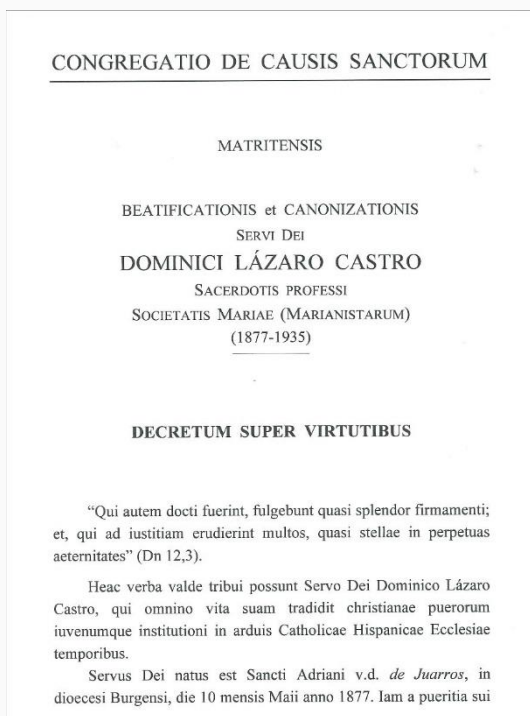 CONGREGATIO DE CAUSIS SANCTORUM
MATRITENSIS
BEATIFICATIONIS et CANONIZATIONIS
SERVI DEI
DOMINICI LÁZARO CASTRO
SACERDOTIS PROFESSI
SOCIETATIS MARIAE (MARIANISTARUM)
(1877-1935)
DECRETUM SUPER VIRTUTIBUS
“Qui autem docti fuerint, fulgebunt quasi splendor firmamenti;
et, qui ad iustitiam erudierint multos, quasi stellae in perpetuas
aeternitates” (Dn 12,3).
Heac verba valde tribui possunt Servo Dei Dominico Lázaro
Castro, qui omnino vita suam tradidit christianae puerorum
iuvenumque institutioni in arduis Catholicae Hispanicae Ecclesiae
temporibus.
Servus Dei natus est Sancti Adriani v.d. de Juarros, in
dioecesi Burgensi, die 10 mensis Maii anno 1877. Iam a pueritia sui